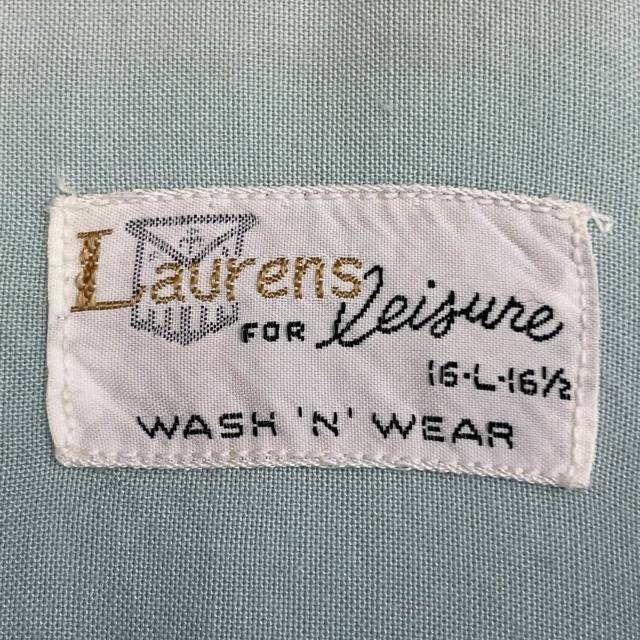 Laurens
FOR Leisure
16-L-16½
WASH 'N' WEAR